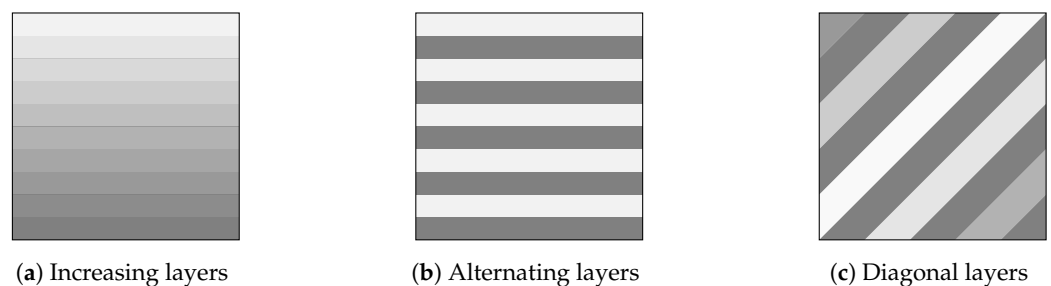 (a) Increasing layers
(b) Alternating layers
(c) Diagonal layers